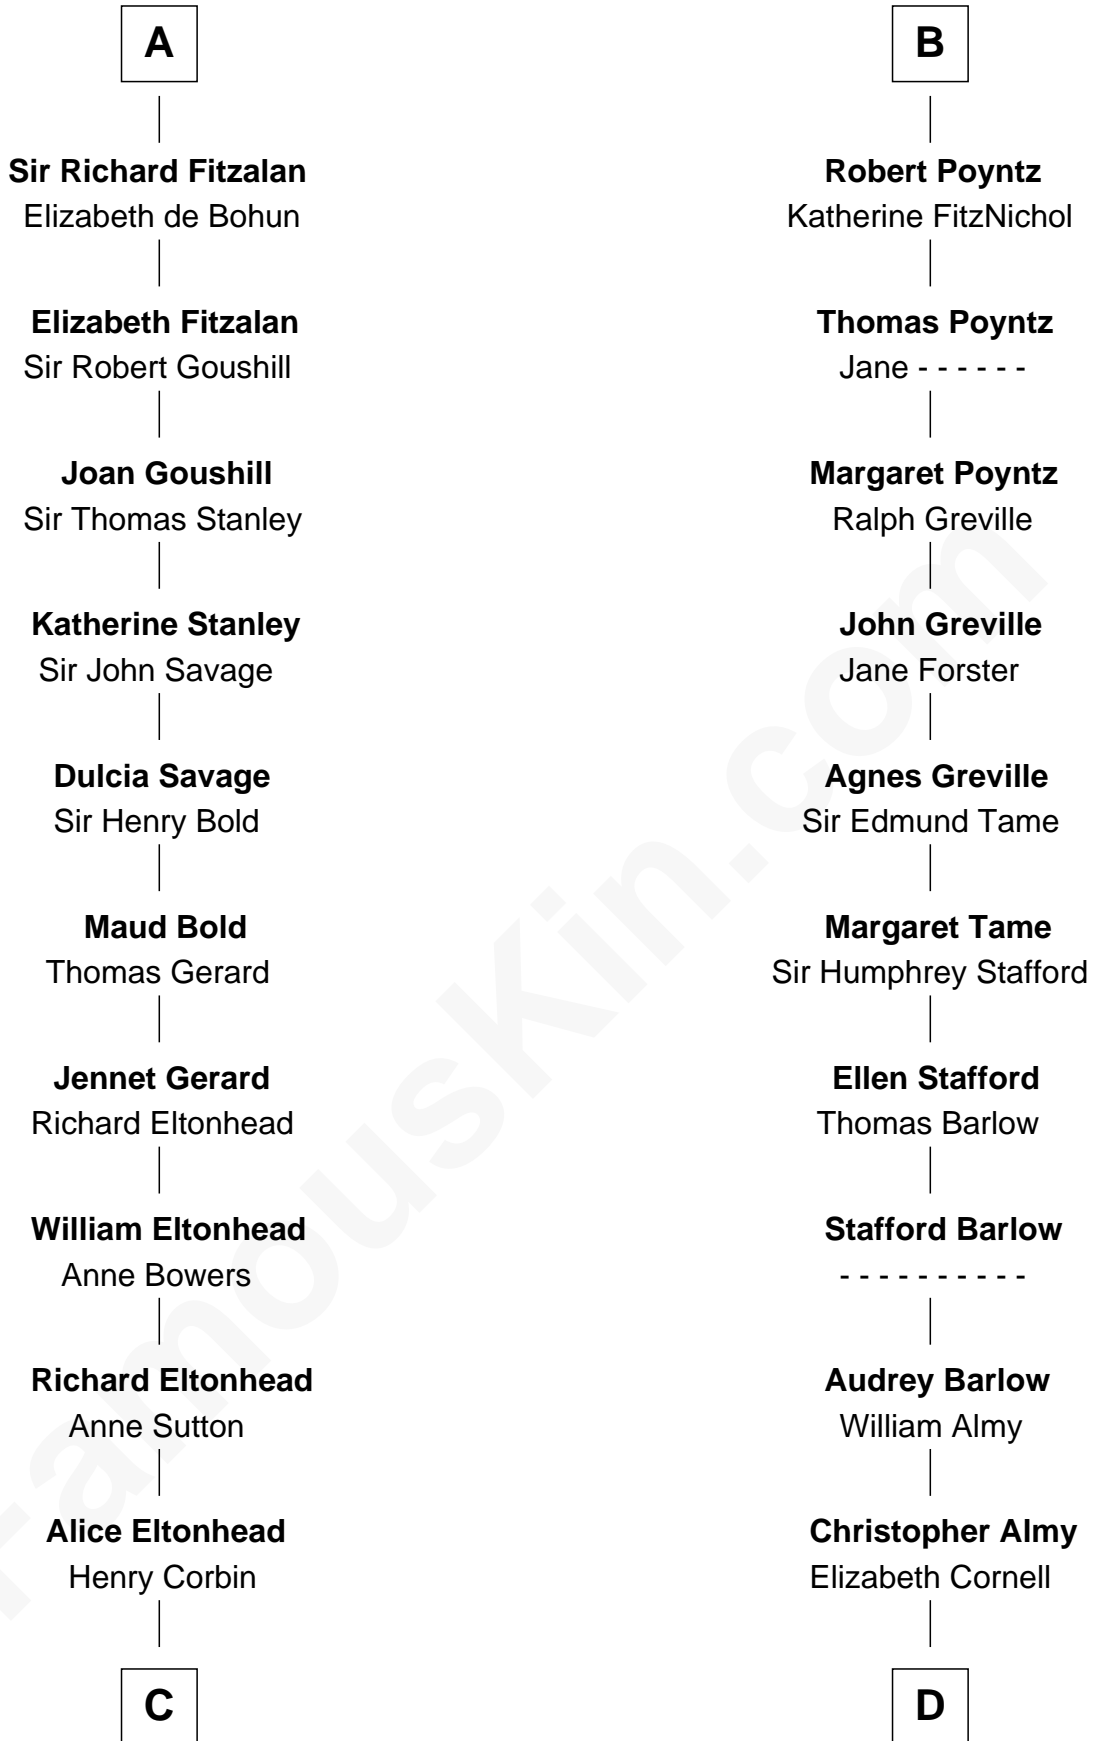 A
Sir Richard Fitzalan
Elizabeth de Bohun
Elizabeth Fitzalan
Sir Robert Goushill
Joan Goushill
Sir Thomas Stanley
Katherine Stanley
Sir John Savage
Dulcia Savage
Sir Henry Bold
Maud Bold
Thomas Gerard
Jennet Gerard
Richard Eltonhead
William Eltonhead
Anne Bowers
Richard Eltonhead
Anne Sutton
Alice Eltonhead
Henry Corbin
C
B
Robert Poyntz
Katherine FitzNichol
Thomas Poyntz
Jane - - - - - -
Margaret Poyntz
Ralph Greville
John Greville
Jane Forster
Agnes Greville
Sir Edmund Tame
Margaret Tame
Sir Humphrey Stafford
Ellen Stafford
Thomas Barlow
Stafford Barlow
- - - - - - - - - -
Audrey Barlow
William Almy
Christopher Almy
Elizabeth Cornell
D
FamousKin.com